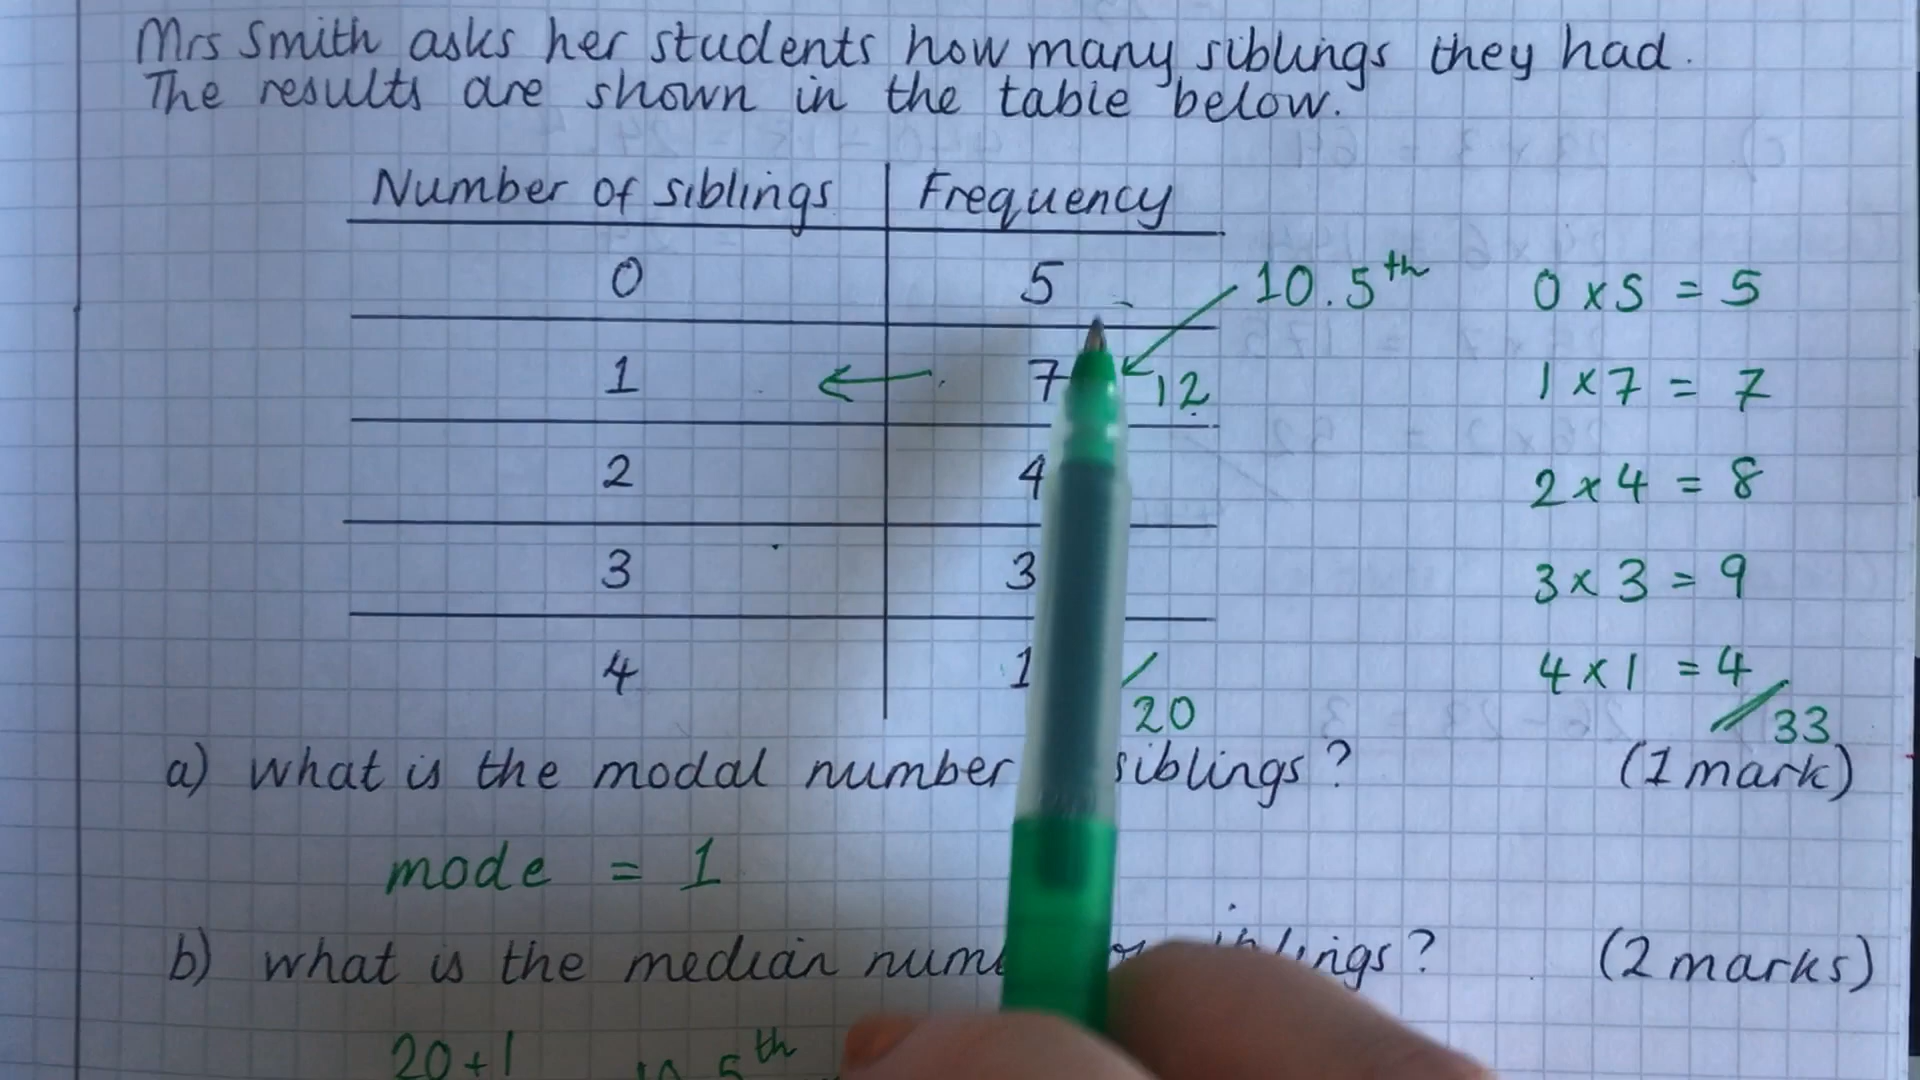 Mrs Smith asks her students how many siblings they had.
The results are shown in the table below.
Number of siblings Frequency
0 5 10.5th 0 x 5 = 5
1 7 12 1 x 7 = 7
2 4 2 x 4 = 8
3 3 3 x 3 = 9
4 1 4 x 1 = 4
20 33
a) what is the modal number siblings? (1 mark)
mode = 1
b) what is the median (2 marks)
20+1